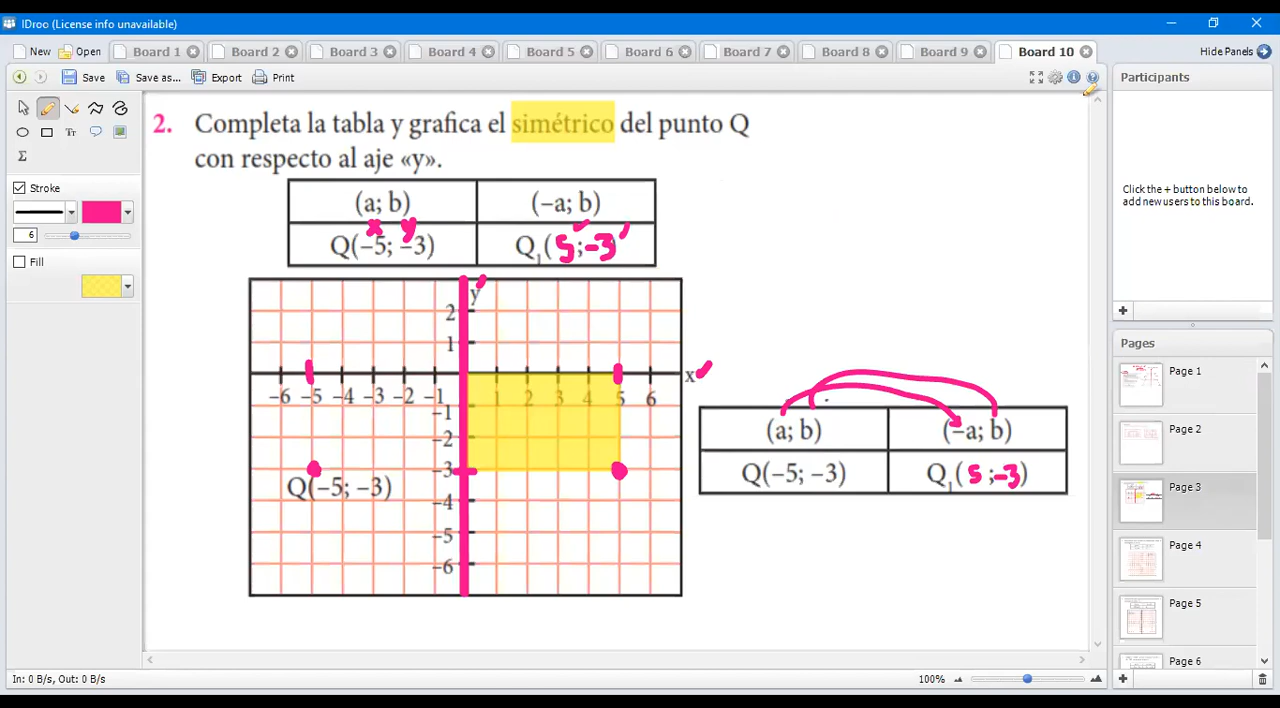 IDroo (License info unavailable)
New Open Board 1 Board 2 Board 3 Board 4 Board 5 Board 6 Board 7 Board 8 Board 9 Board 10 Hide Panels
Save Save as... Export Print
Participants
Click the + button below to
add new users to this board.
Stroke
6
Fill
Tr
Σ
2. Completa la tabla y grafica el simétrico del punto Q
con respecto al aje «y».
(a; b) (−a; b)
x y
Q(−5; −3) Q₁( 5 ; −3 )
y
2
1
x
−6 −5 −4 −3 −2 −1 1 2 3 4 5 6
−1
−2
−3
Q(−5; −3)
−4
−5
−6
(a; b) (−a; b)
Q(−5; −3) Q₁( 5 ; −3 )
Pages
Page 1
Page 2
Page 3
Page 4
Page 5
Page 6
In: 0 B/s, Out: 0 B/s 100%